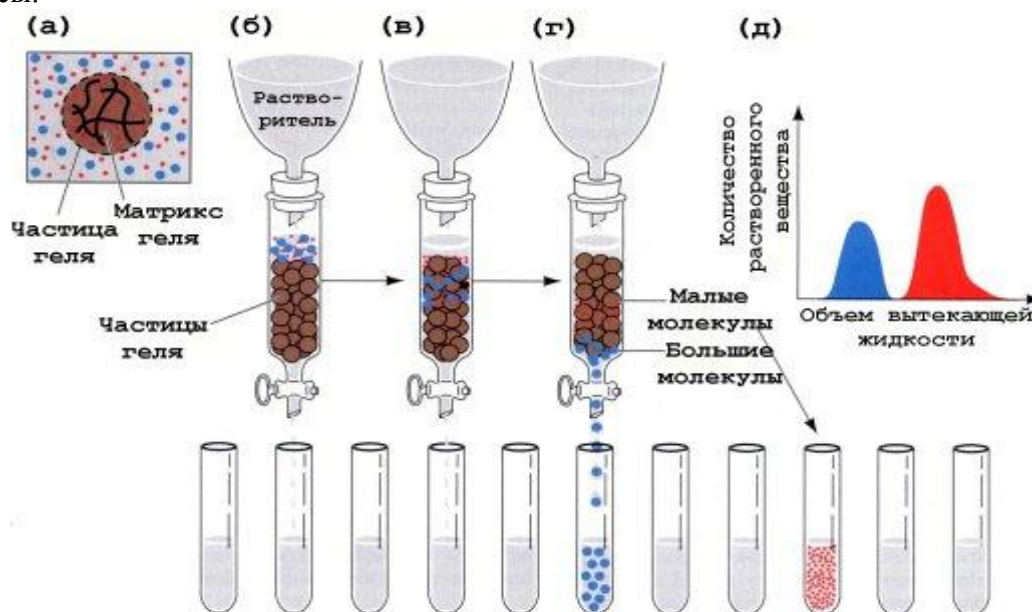 (а)
(б)
(в)
(г)
(д)
Раство-
ритель
Частица
геля
Матрикс
геля
Частицы
геля
Малые
молекулы
Большие
молекулы
Количество
растворенного
вещества
Объем вытекающей
жидкости